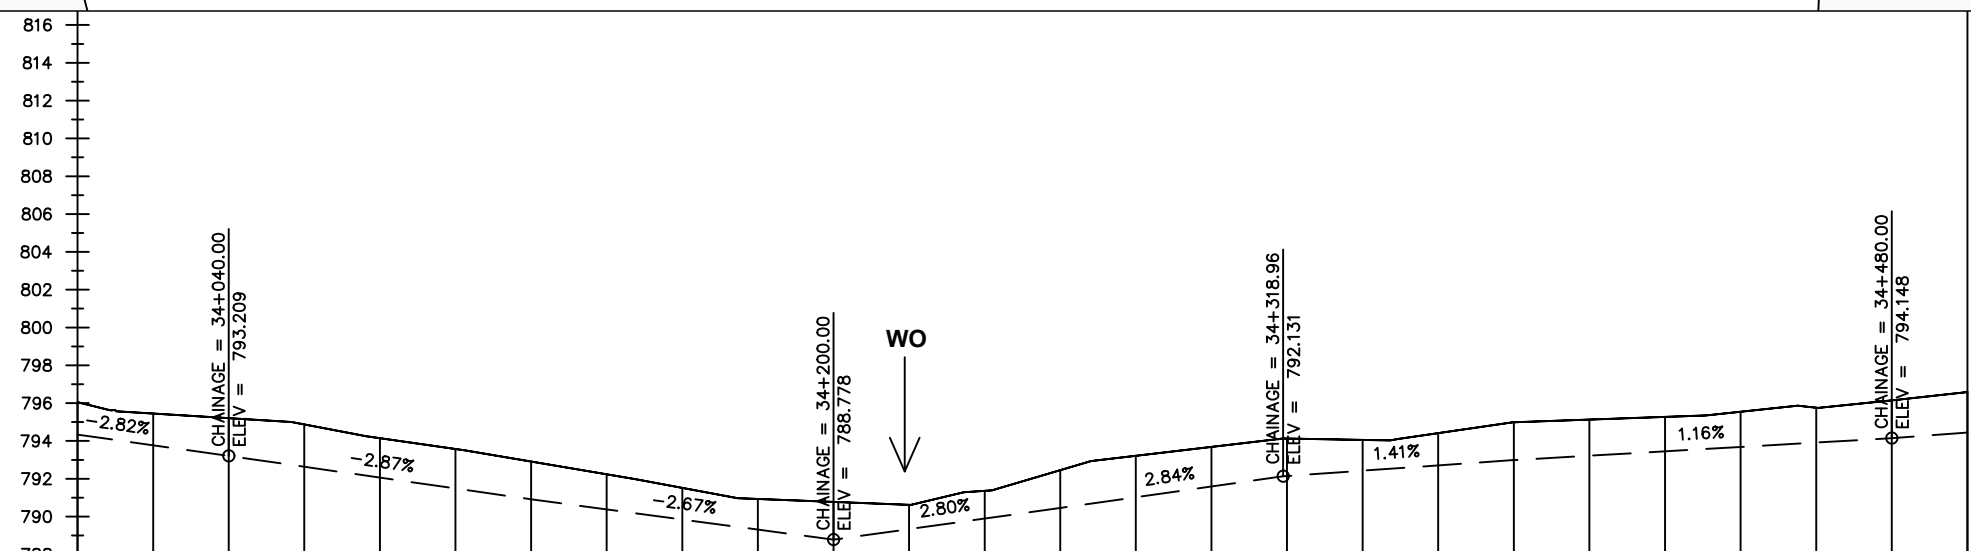 816
814
812
810
808
806
804
802
800
798
796
794
792
790
CHAINAGE = 34+040.00
ELEV = 793.209
CHAINAGE = 34+200.00
ELEV = 788.778
WO
CHAINAGE = 34+318.96
ELEV = 792.131
CHAINAGE = 34+480.00
ELEV = 794.148
-2.82%
-2.87%
-2.67%
2.80%
2.84%
1.41%
1.16%